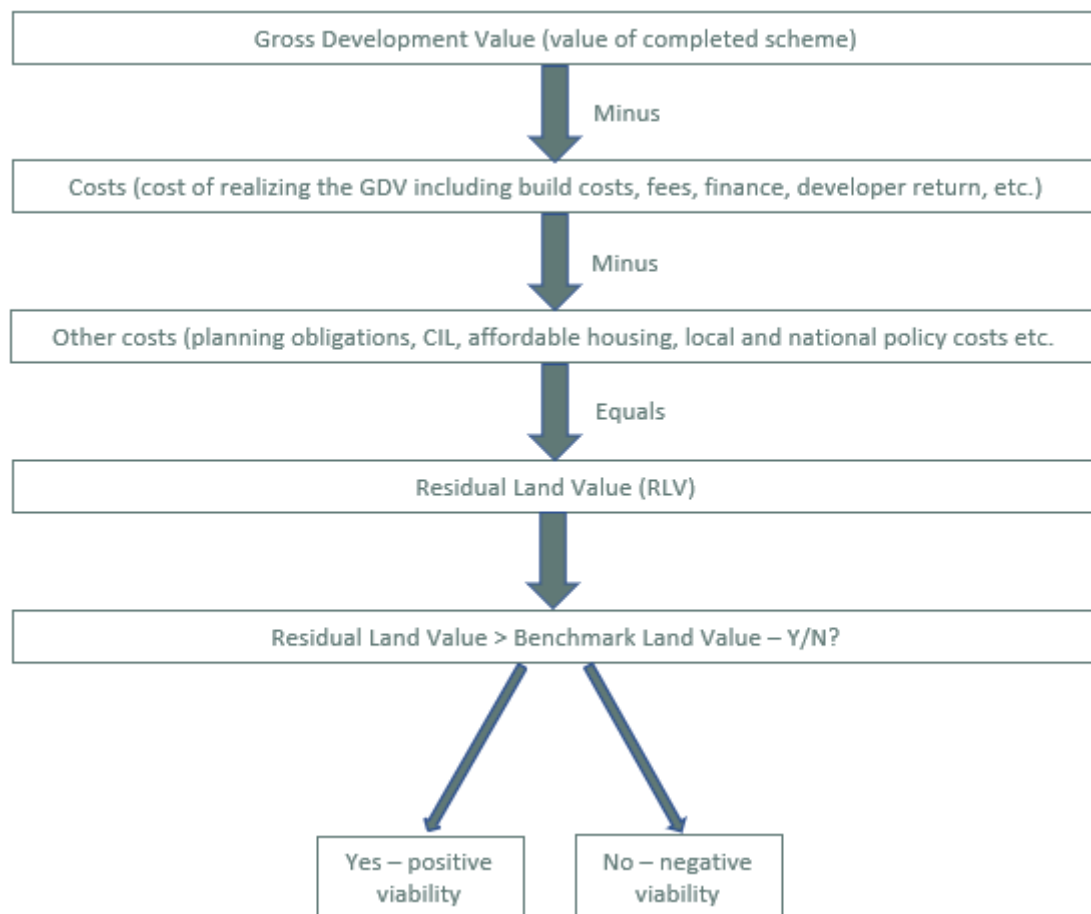 Gross Development Value (value of completed scheme)
Minus
Costs (cost of realizing the GDV including build costs, fees, finance, developer return, etc.)
Minus
Other costs (planning obligations, CIL, affordable housing, local and national policy costs etc.
Equals
Residual Land Value (RLV)
Residual Land Value > Benchmark Land Value – Y/N?
Yes – positive
viability
No – negative
viability